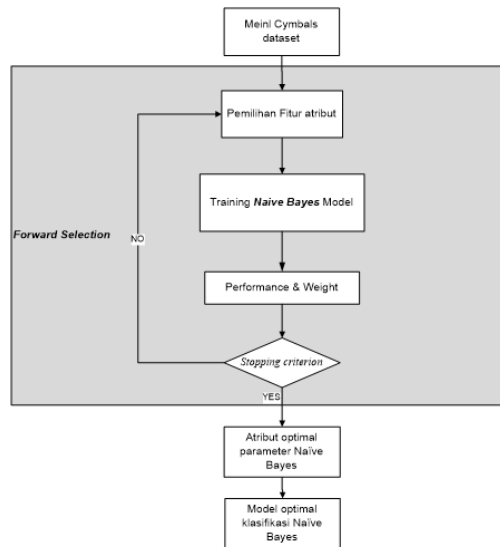 Meinl Cymbals
dataset
Pemilihan Fitur atribut
Training Naive Bayes Model
Forward Selection
NO
Performance & Weight
Stopping criterion
YES
Atribut optimal
parameter Naïve
Bayes
Model optimal
klasifikasi Naïve
Bayes